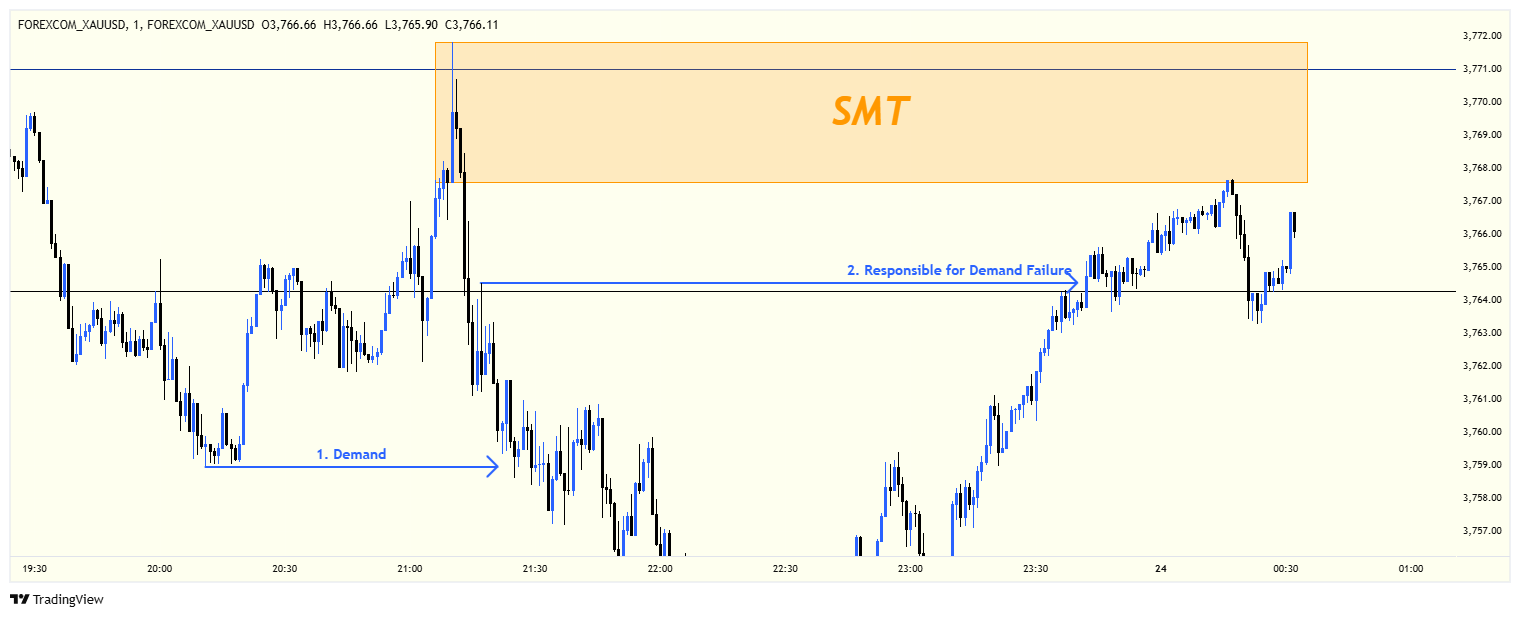 FOREXCOM_XAUUSD, 1, FOREXCOM_XAUUSD O3,766.66 H3,766.66 L3,765.90 C3,766.11
3,772.00
3,771.00
SMT
3,770.00
3,769.00
3,768.00
3,767.00
3,766.00
2. Responsible for Demand Failure
3,765.00
3,764.00
3,763.00
3,762.00
3,761.00
3,760.00
1. Demand
3,759.00
3,758.00
3,757.00
19:30 20:00 20:30 21:00 21:30 22:00 22:30 23:00 23:30 24 00:30 01:00
TradingView